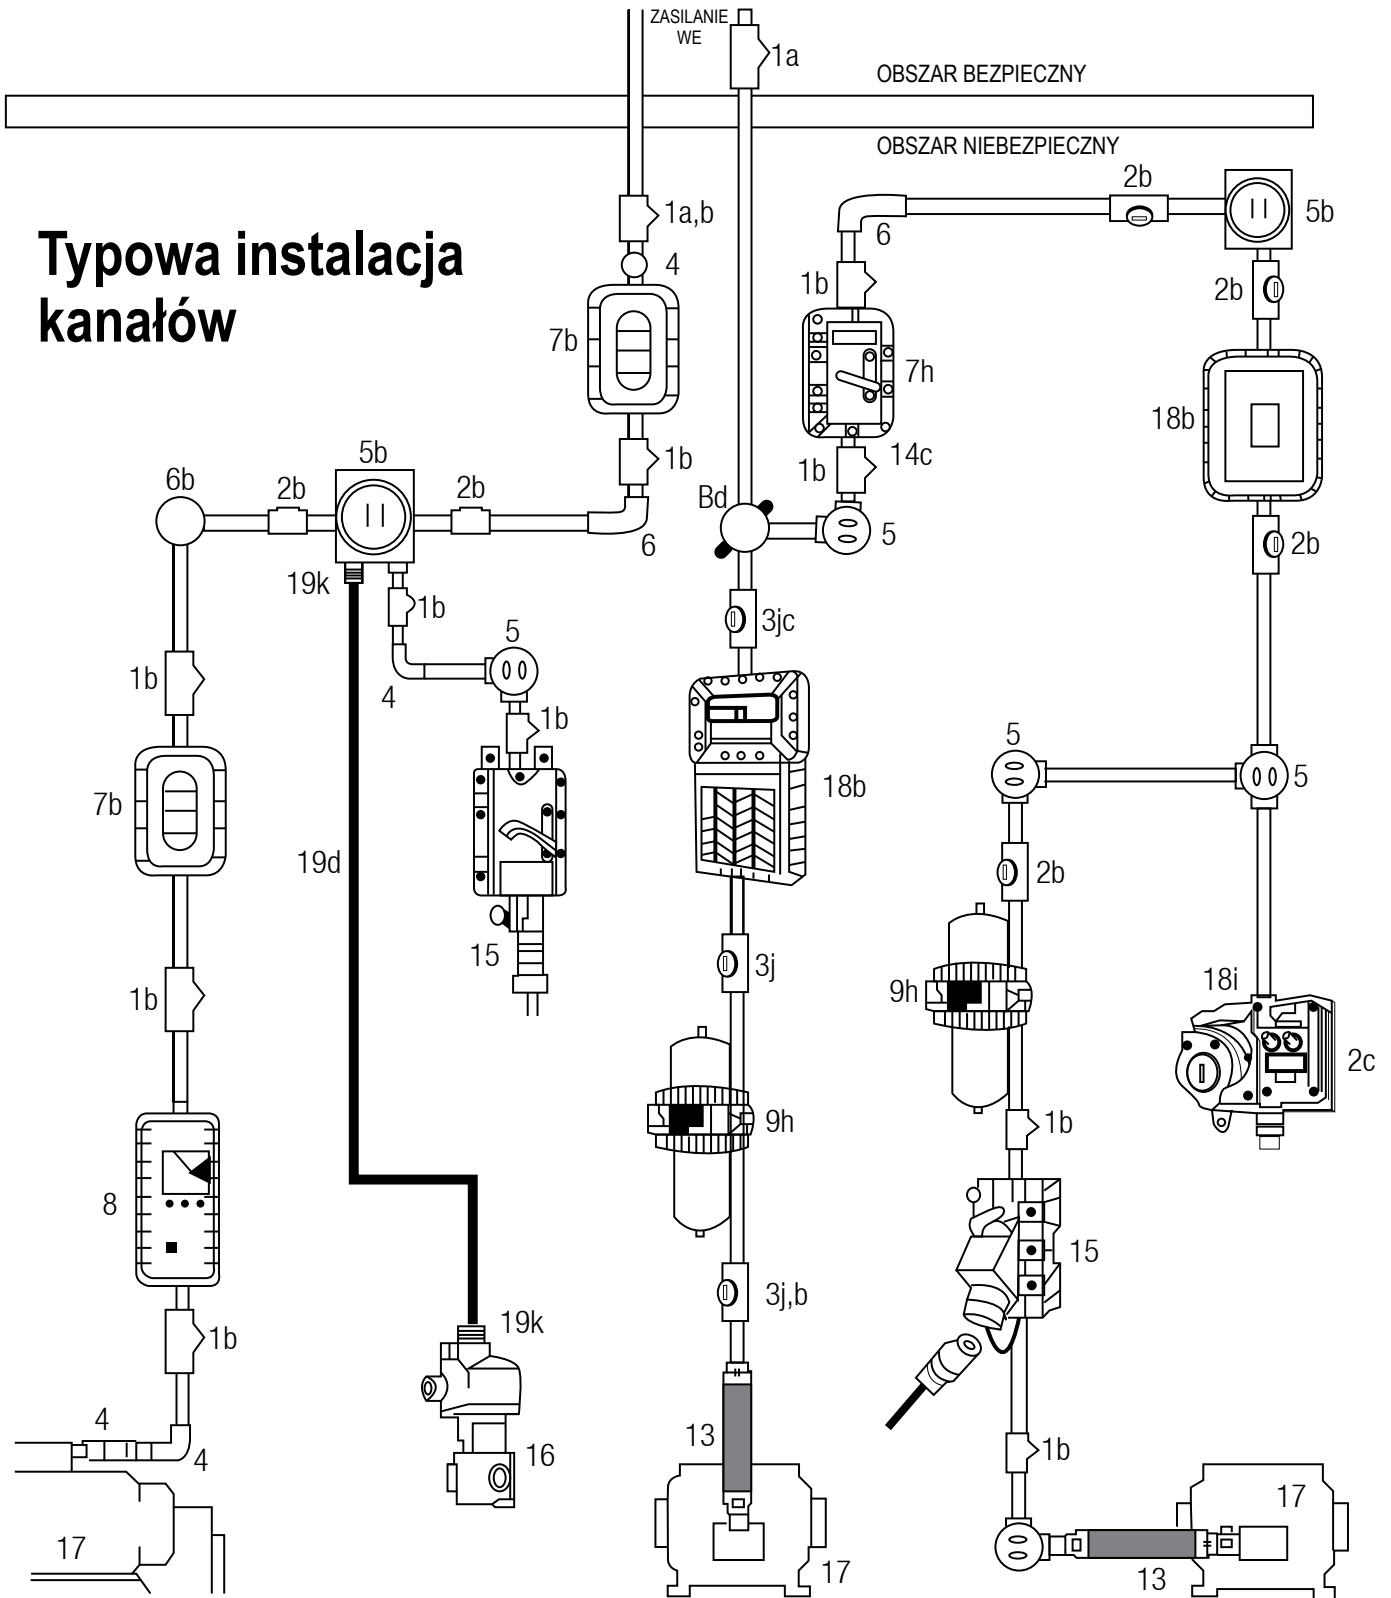 ZASILANIE
WE
1a
OBSZAR BEZPIECZNY
OBSZAR NIEBEZPIECZNY
2b
1a,b
5b
6
Typowa instalacja
kanałów
4
1b
2b
7b
7h
18b
5b
1b
1b
14c
6b
2b
2b
Bd
6
5
2b
19k
1b
3jc
5
4
1b
1b
5
5
7b
18b
19d
2b
15
3j
1b
9h
18i
2c
9h
1b
8
15
3j,b
19k
1b
4
13
16
1b
4
17
17
17
13